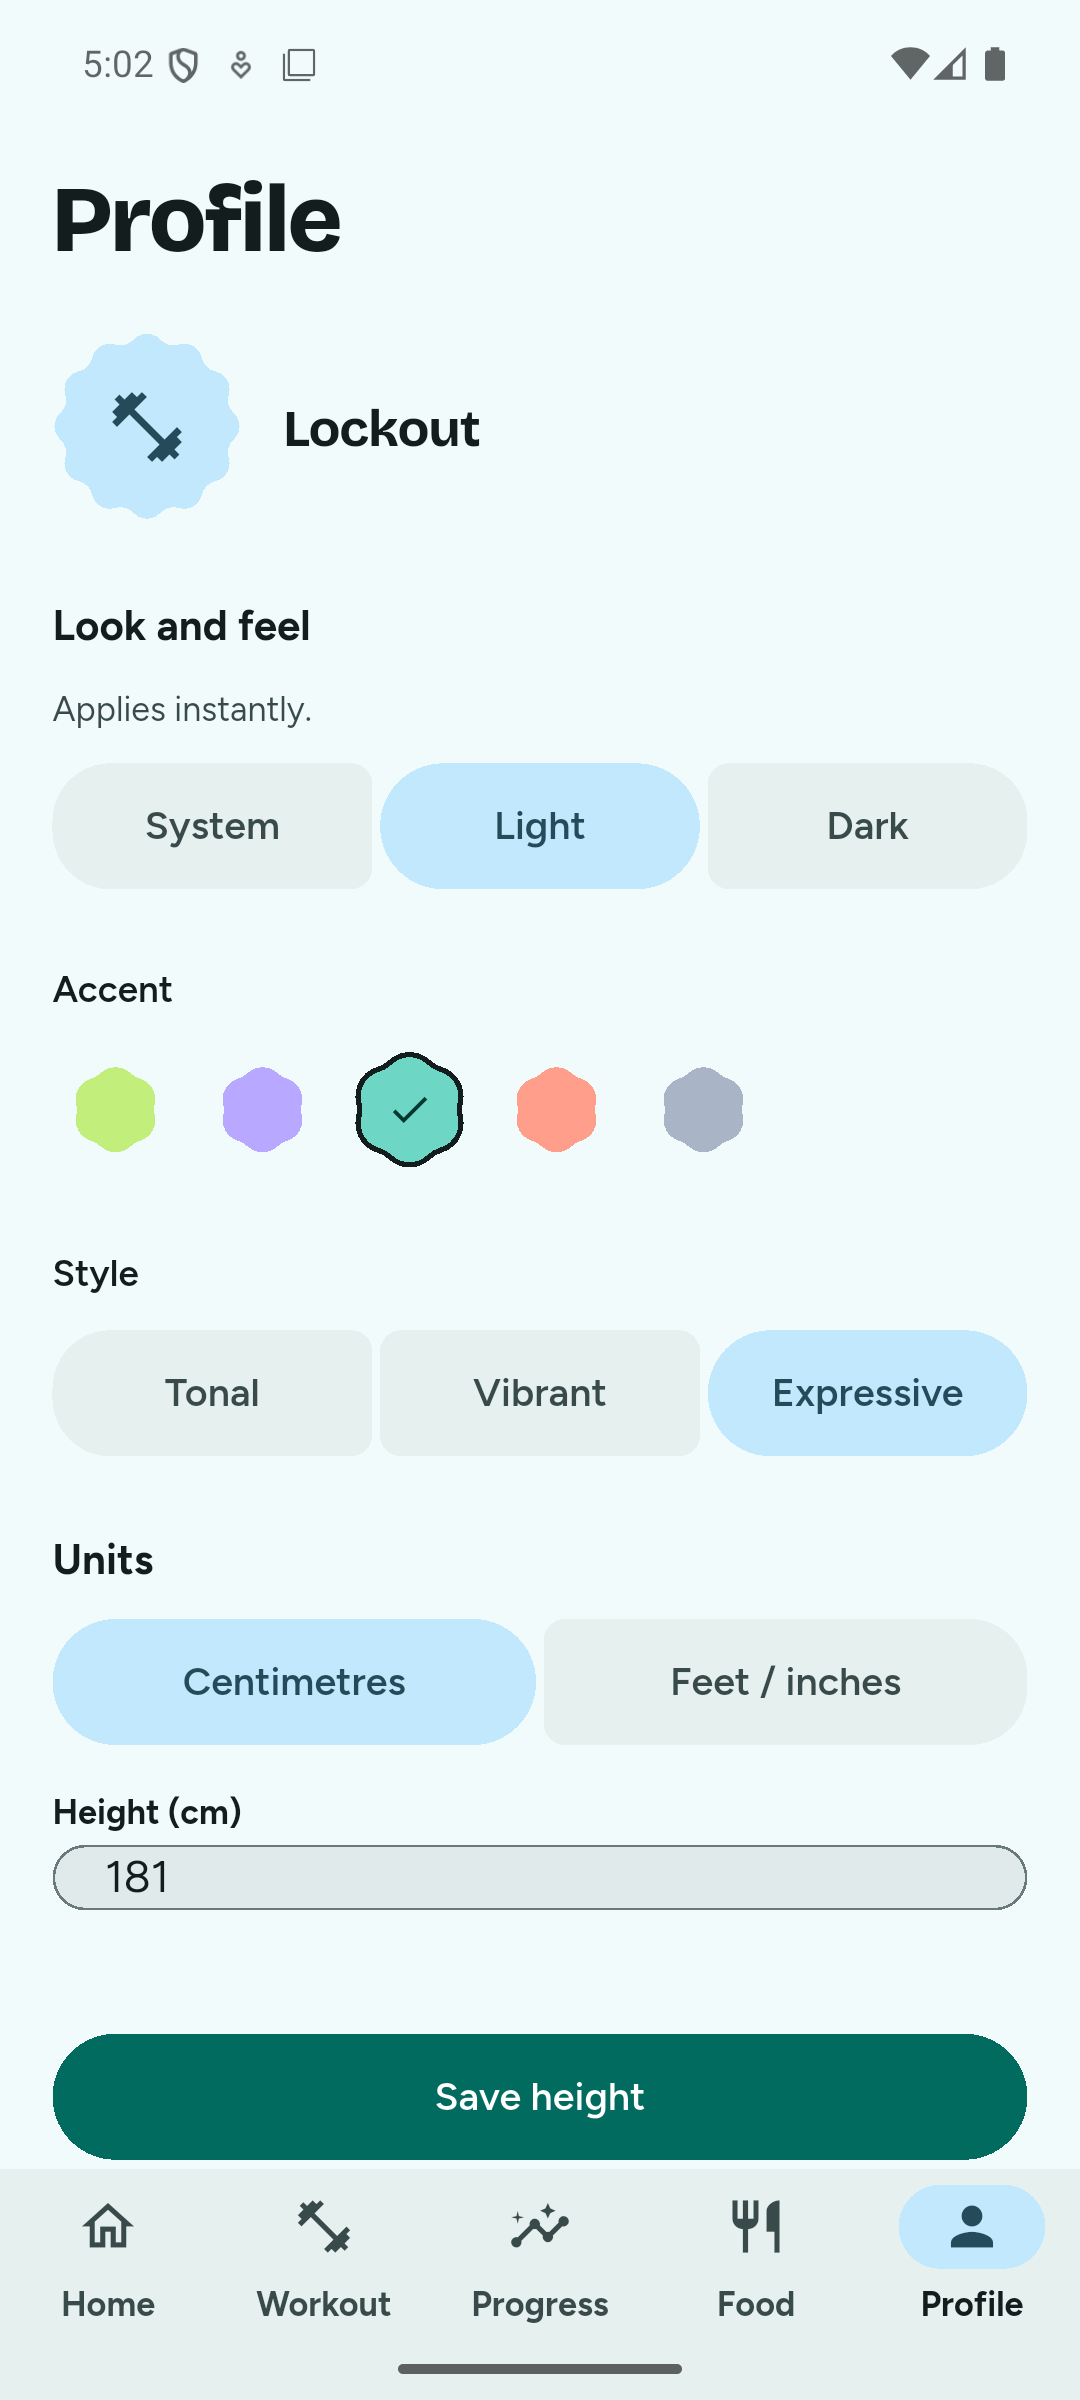 5:02
Profile
Lockout
Look and feel
Applies instantly.
System Light Dark
Accent
Style
Tonal Vibrant Expressive
Units
Centimetres Feet / inches
Height (cm)
181
Save height
Home Workout Progress Food Profile